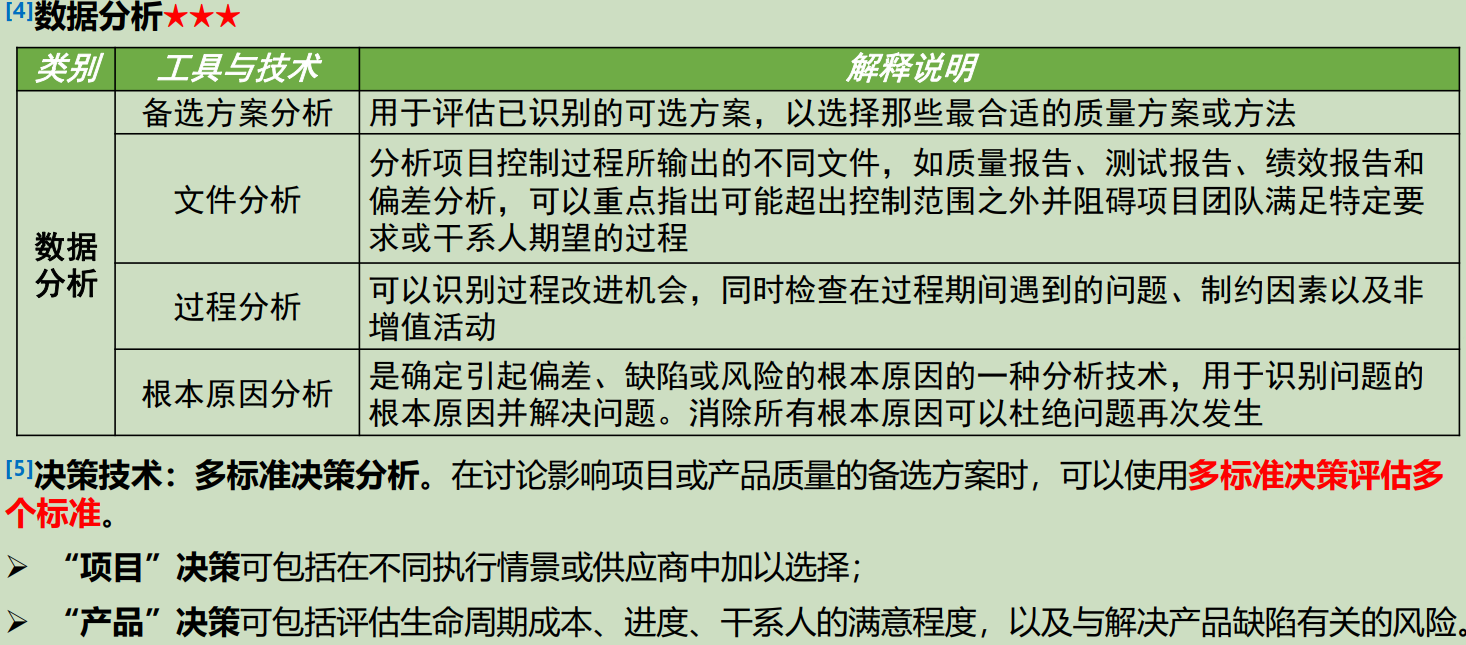 [4]数据分析★★★
类别 工具与技术 解释说明
数据
分析
备选方案分析 用于评估已识别的可选方案，以选择那些最合适的质量方案或方法
文件分析 分析项目控制过程所输出的不同文件，如质量报告、测试报告、绩效报告和
偏差分析，可以重点指出可能超出控制范围之外并阻碍项目团队满足特定要
求或干系人期望的过程
过程分析 可以识别过程改进机会，同时检查在过程期间遇到的问题、制约因素以及非
增值活动
根本原因分析 是确定引起偏差、缺陷或风险的根本原因的一种分析技术，用于识别问题的
根本原因并解决问题。消除所有根本原因可以杜绝问题再次发生
[5]决策技术：多标准决策分析。在讨论影响项目或产品质量的备选方案时，可以使用多标准决策评估多
个标准。
➢ “项目”决策可包括在不同执行情景或供应商中加以选择；
➢ “产品”决策可包括评估生命周期成本、进度、干系人的满意程度，以及与解决产品缺陷有关的风险。